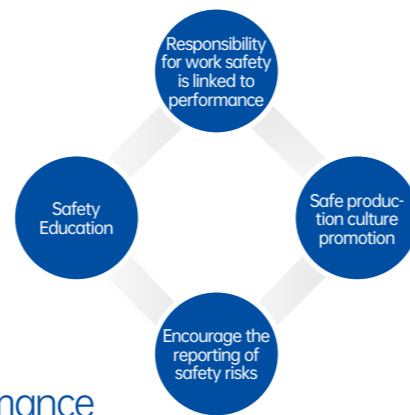 Responsibility
for work safety
is linked to
performance
Safety
Education
Safe produc-
tion culture
promotion
Encourage the
reporting of
safety risks
mance